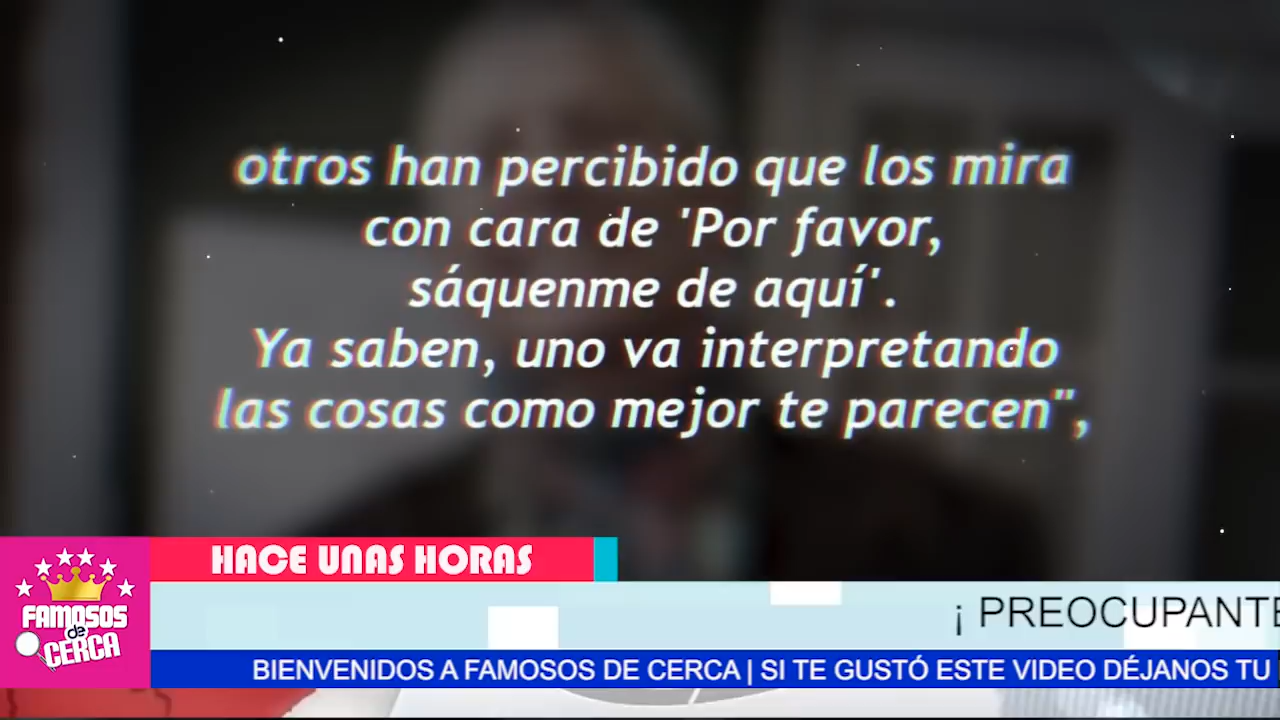 otros han percibido que los mira
con cara de 'Por favor,
sáquenme de aquí'.
Ya saben, uno va interpretando
las cosas como mejor te parecen",
HACE UNAS HORAS
FAMOSOS
de
CERCA
¡ PREOCUPANTE
BIENVENIDOS A FAMOSOS DE CERCA | SI TE GUSTÓ ESTE VIDEO DÉJANOS TU